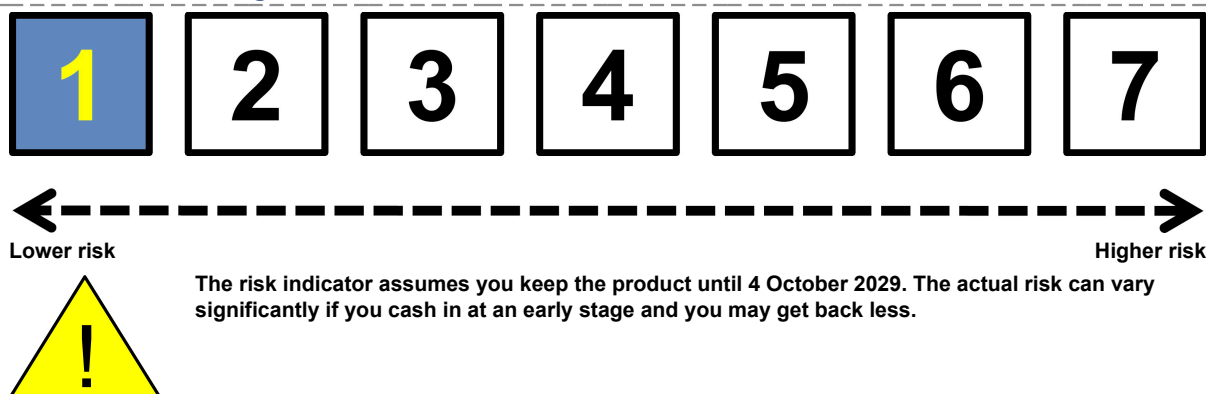 1 2 3 4 5 6 7
Lower risk Higher risk
The risk indicator assumes you keep the product until 4 October 2029. The actual risk can vary
significantly if you cash in at an early stage and you may get back less.
!